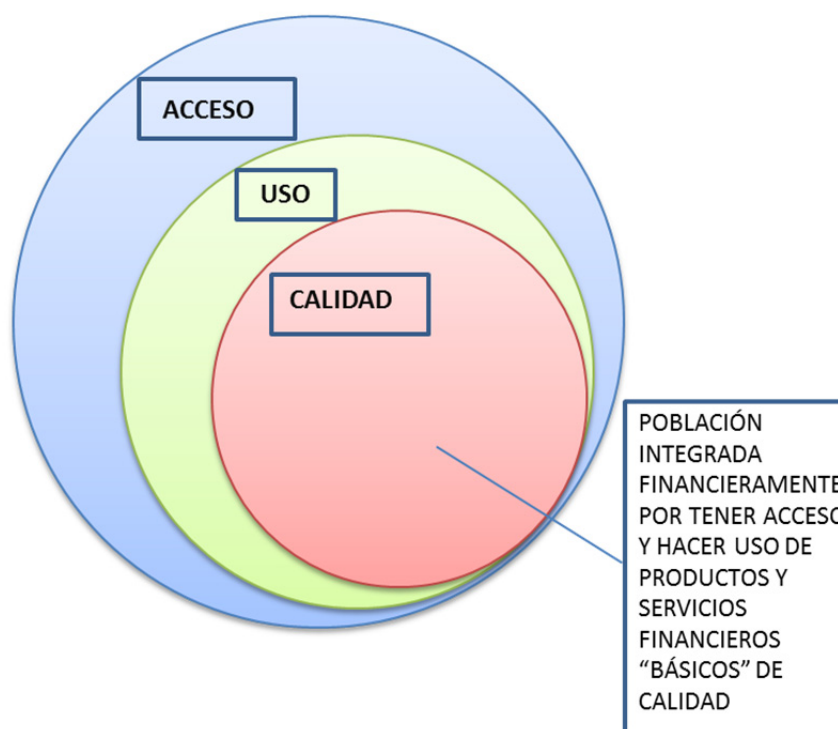 ACCESO
USO
CALIDAD
POBLACIÓN
INTEGRADA
FINANCIERAMENTE
POR TENER ACCESO
Y HACER USO DE
PRODUCTOS Y
SERVICIOS
FINANCIEROS
“BÁSICOS” DE
CALIDAD